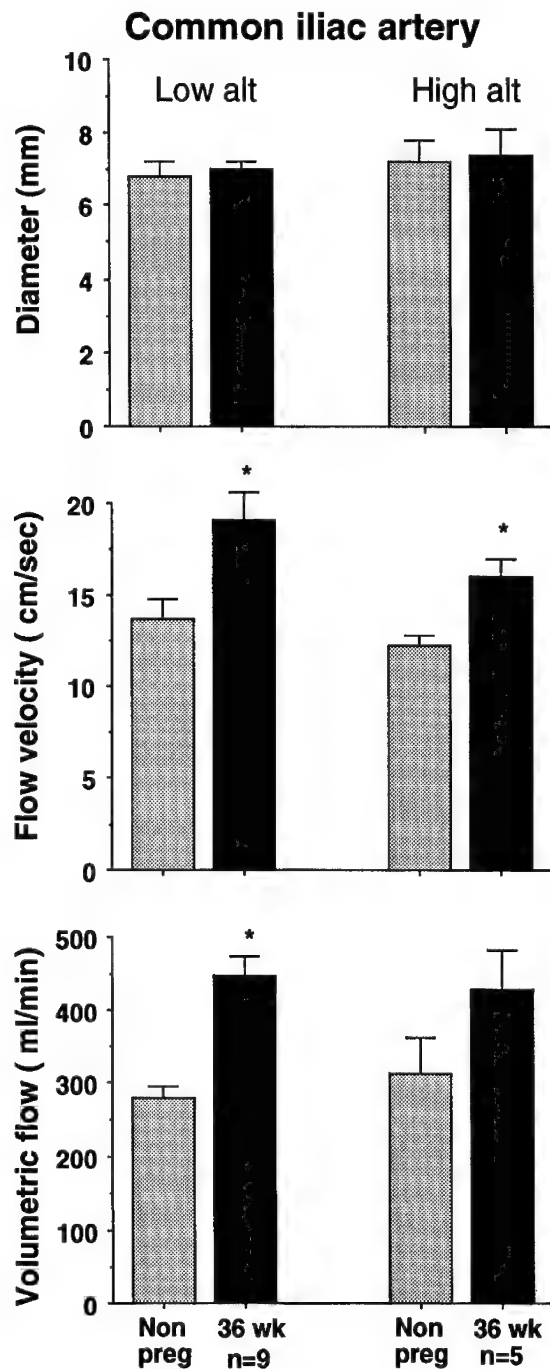 Common iliac artery
Low alt
High alt
Diameter (mm)
10
8
6
4
2
0
*
*
Flow velocity ( cm/sec)
20
15
10
5
0
*
Volumetric flow ( ml/min)
500
400
300
200
100
0
Non
preg
36 wk
n=9
Non
preg
36 wk
n=5